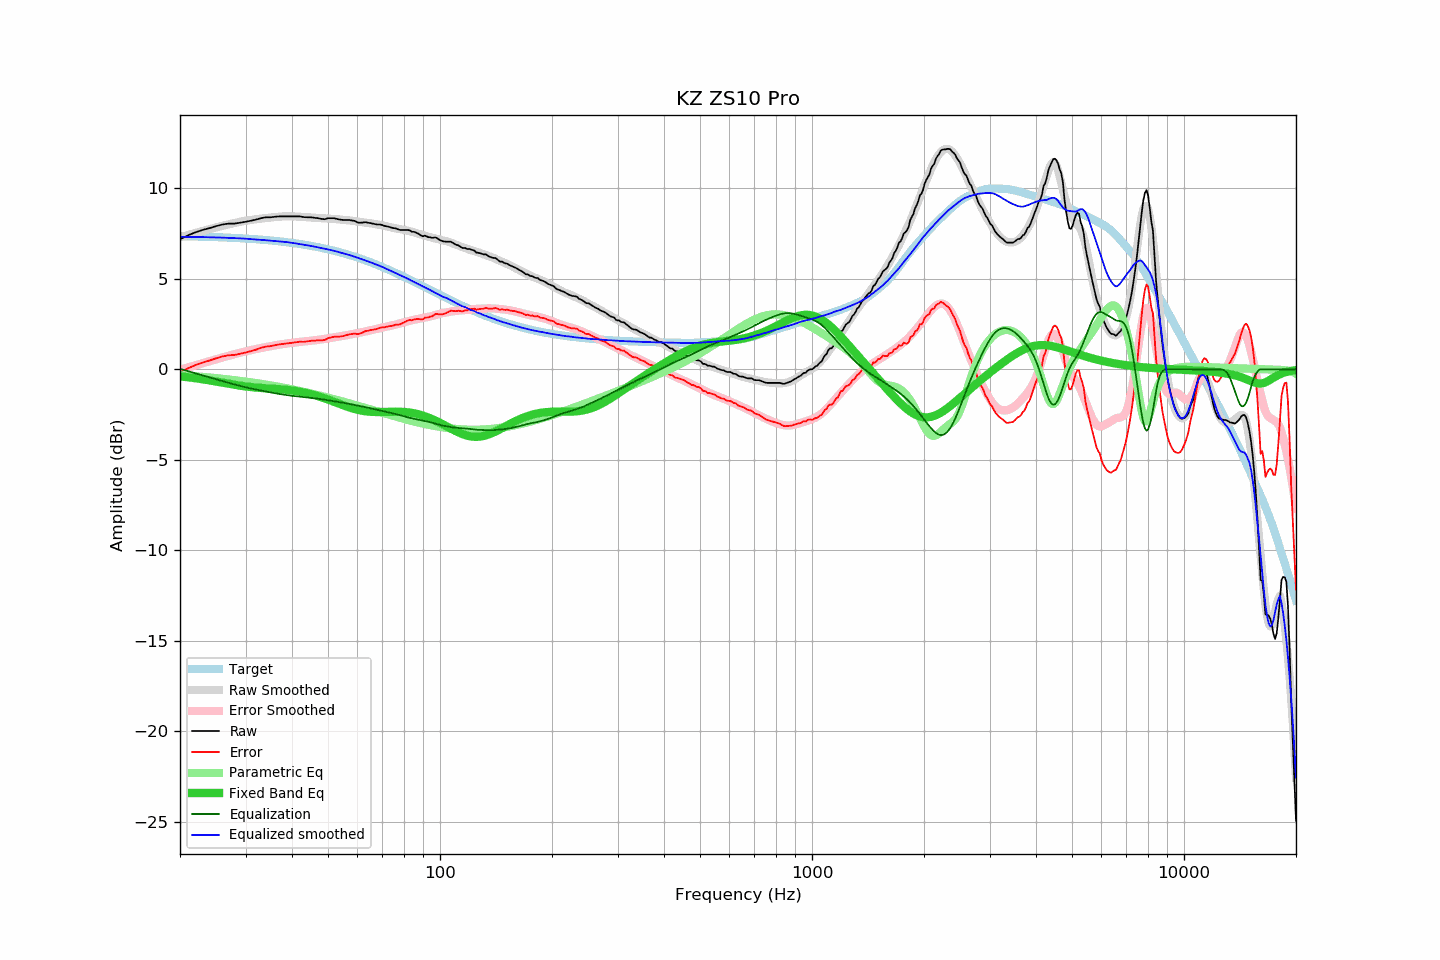 KZ ZS10 Pro
Amplitude (dBr)
10
5
0
−5
−10
−15
−20
−25
Target
Raw Smoothed
Error Smoothed
Raw
Error
Parametric Eq
Fixed Band Eq
Equalization
Equalized smoothed
100
1000
10000
Frequency (Hz)